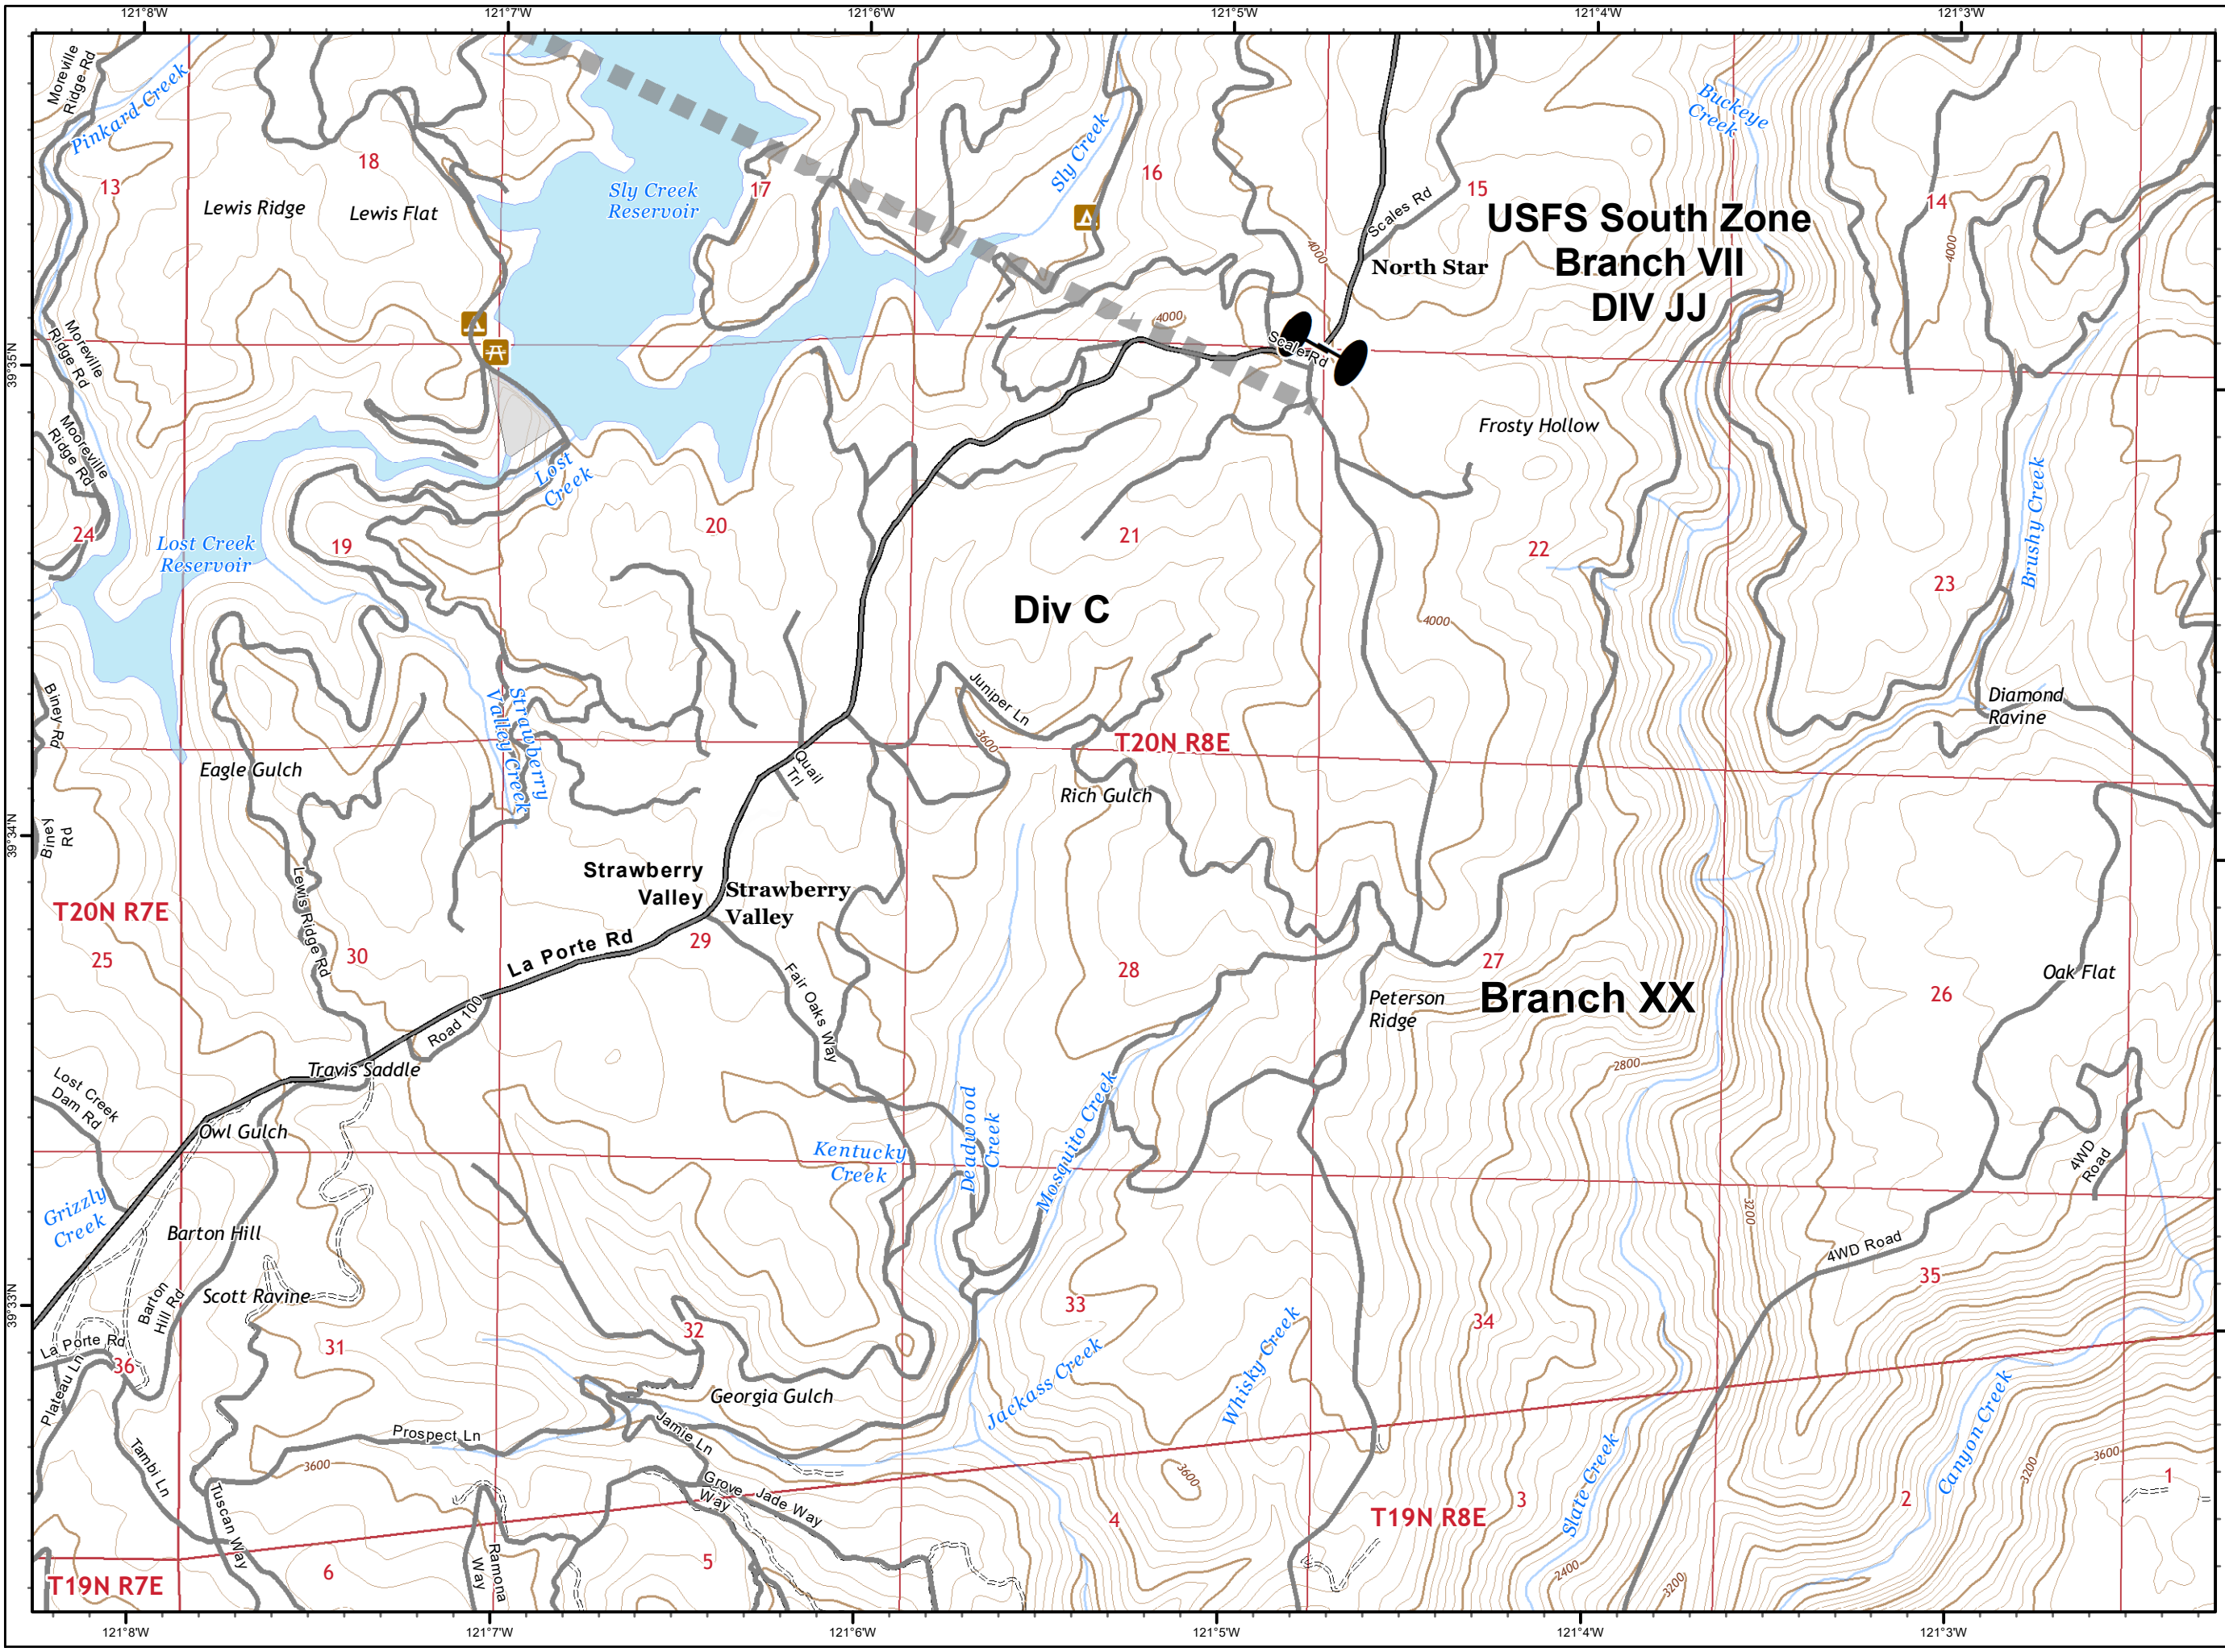 121°8'W
121°7'W
121°6'W
121°5'W
121°4'W
121°3'W
Moreville
Ridge Rd
Pinkard Creek
13
18
Lewis Ridge
Lewis Flat
Sly Creek
Reservoir
17
Sly Creek
16
Scales Rd
15
USFS South Zone
Branch VII
DIV JJ
North Star
4000
Buckeye
Creek
14
4000
39°35'N
Moreville
Ridge Rd
4000
Scale Rd
Mooreville
Ridge Rd
Frosty Hollow
Lost
Creek
24
Lost Creek
Reservoir
19
20
21
22
23
Brushy Creek
Div C
4000
Biney Rd
Strawberry
Valley Creek
Juniper Ln
3600
T20N R8E
Diamond
Ravine
Eagle Gulch
Quail
Trl
Rich Gulch
39°34'N
Biney
Rd
Lewis Ridge Rd
Strawberry
Valley
Strawberry
Valley
T20N R7E
25
30
La Porte Rd
29
28
27
26
Oak Flat
Fair Oaks Way
Peterson
Ridge
Branch XX
Road 100
Travis Saddle
2800
Lost Creek
Dam Rd
Owl Gulch
Kentucky
Creek
Deadwood
Creek
Mosquito Creek
4WD
Road
Grizzly
Creek
Barton Hill
3200
4WD Road
35
39°33'N
Barton
Hill Rd
Scott Ravine
33
34
32
31
La Porte Rd
36
Plateau Ln
Georgia Gulch
Jackass Creek
Whisky Creek
Canyon Creek
Slate Creek
Prospect Ln
Jamie Ln
Tambi Ln
3600
Tuscan Way
Grove
Way
Jade Way
3600
3600
3200
1
2
3
4
T19N R8E
5
6
T19N R7E
Ramona
Way
2400
3200
121°8'W
121°7'W
121°6'W
121°5'W
121°4'W
121°3'W